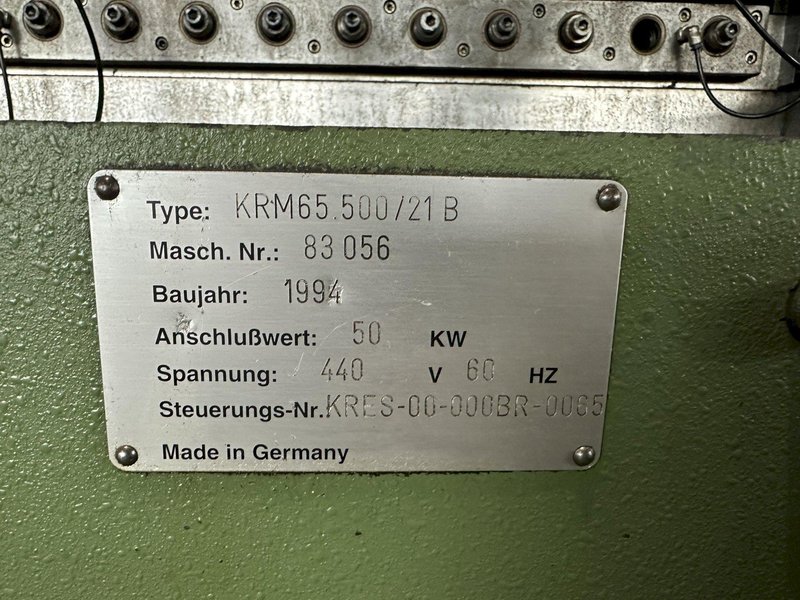 Type: KRM65.500/21 B
Masch. Nr.: 83 056
Baujahr: 1994
Anschlußwert: 50 KW
Spannung: 440 V 60 HZ
Steuerungs-Nr. KRES-00-000BR-0065
Made in Germany